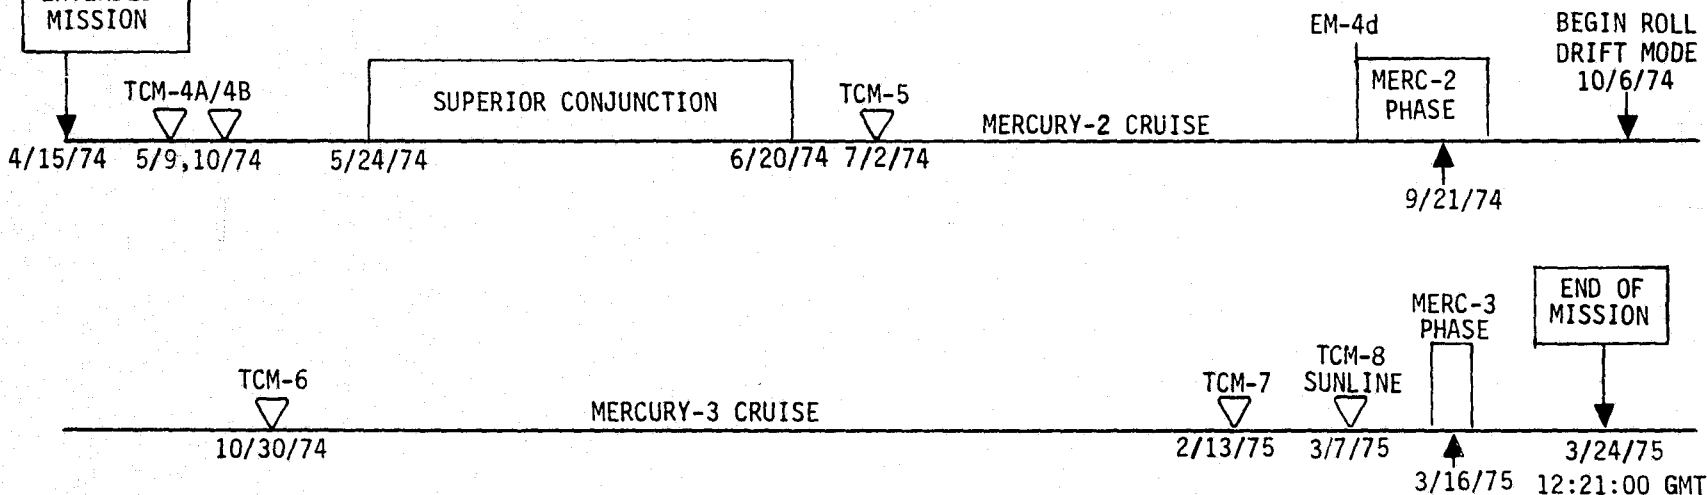 MISSION
TCM-4A/4B
SUPERIOR CONJUNCTION
TCM-5
MERCURY-2 CRUISE
EM-4d
MERC-2
PHASE
BEGIN ROLL
DRIFT MODE
10/6/74
4/15/74 5/9,10/74 5/24/74 6/20/74 7/2/74
9/21/74
TCM-6
MERCURY-3 CRUISE
TCM-7
TCM-8
SUNLINE
MERC-3
PHASE
END OF
MISSION
10/30/74 2/13/75 3/7/75 3/24/75
3/16/75 12:21:00 GMT